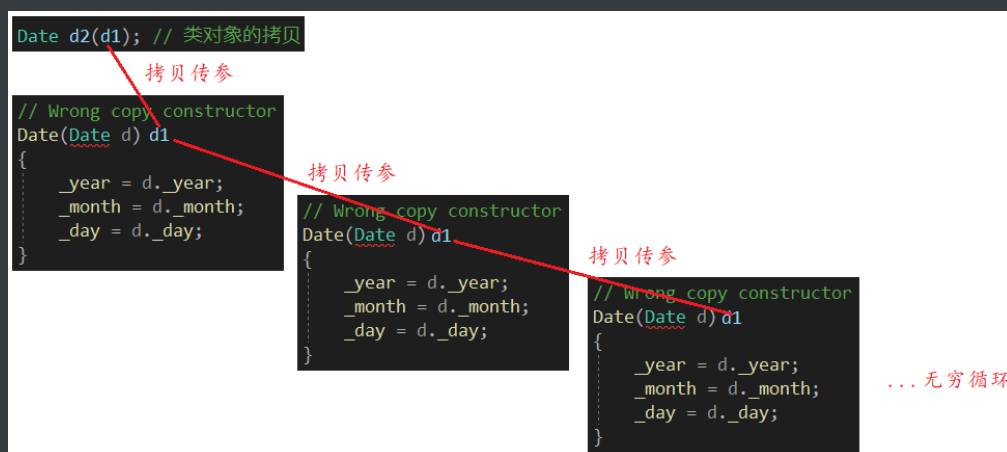 Date d2(d1); // 类对象的拷贝
拷贝传参
// Wrong copy constructor
Date(Date d) d1
{
_year = d._year;
_month = d._month;
_day = d._day;
}
拷贝传参
// Wrong copy constructor
Date(Date d) d1
{
_year = d._year;
_month = d._month;
_day = d._day;
}
拷贝传参
// Wrong copy constructor
Date(Date d) d1
{
_year = d._year;
_month = d._month;
_day = d._day;
}
...无穷循环